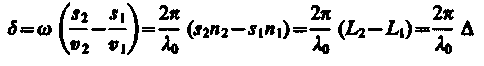 δ = ω (s₂/v₂ − s₁/v₁) = 2π/λ₀ (s₂n₂ − s₁n₁) = 2π/λ₀ (L₂ − L₁) = 2π/λ₀ Δ